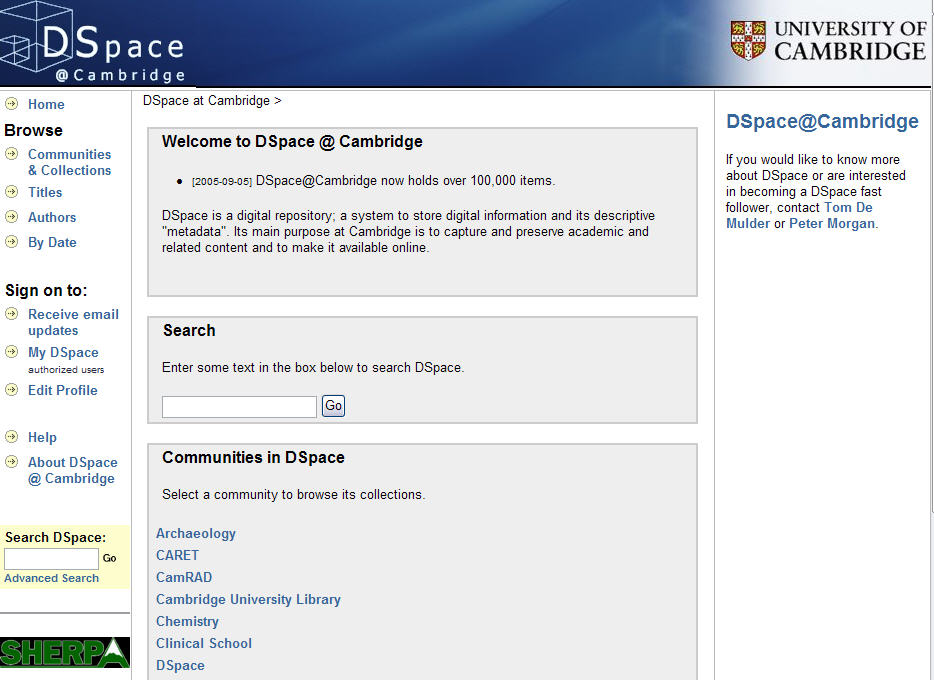 DSpace
@Cambridge
UNIVERSITY OF
CAMBRIDGE
Home
Browse
Communities
& Collections
Titles
Authors
By Date
Sign on to:
Receive email
updates
My DSpace
authorized users
Edit Profile
Help
About DSpace
@ Cambridge
Search DSpace:
Go
Advanced Search
SHERPA
DSpace at Cambridge >
Welcome to DSpace @ Cambridge
• [2005-09-05] DSpace@Cambridge now holds over 100,000 items.
DSpace is a digital repository; a system to store digital information and its descriptive
"metadata". Its main purpose at Cambridge is to capture and preserve academic and
related content and to make it available online.
Search
Enter some text in the box below to search DSpace.
Go
Communities in DSpace
Select a community to browse its collections.
Archaeology
CARET
CamRAD
Cambridge University Library
Chemistry
Clinical School
DSpace
DSpace@Cambridge
If you would like to know more
about DSpace or are interested
in becoming a DSpace fast
follower, contact Tom De
Mulder or Peter Morgan.